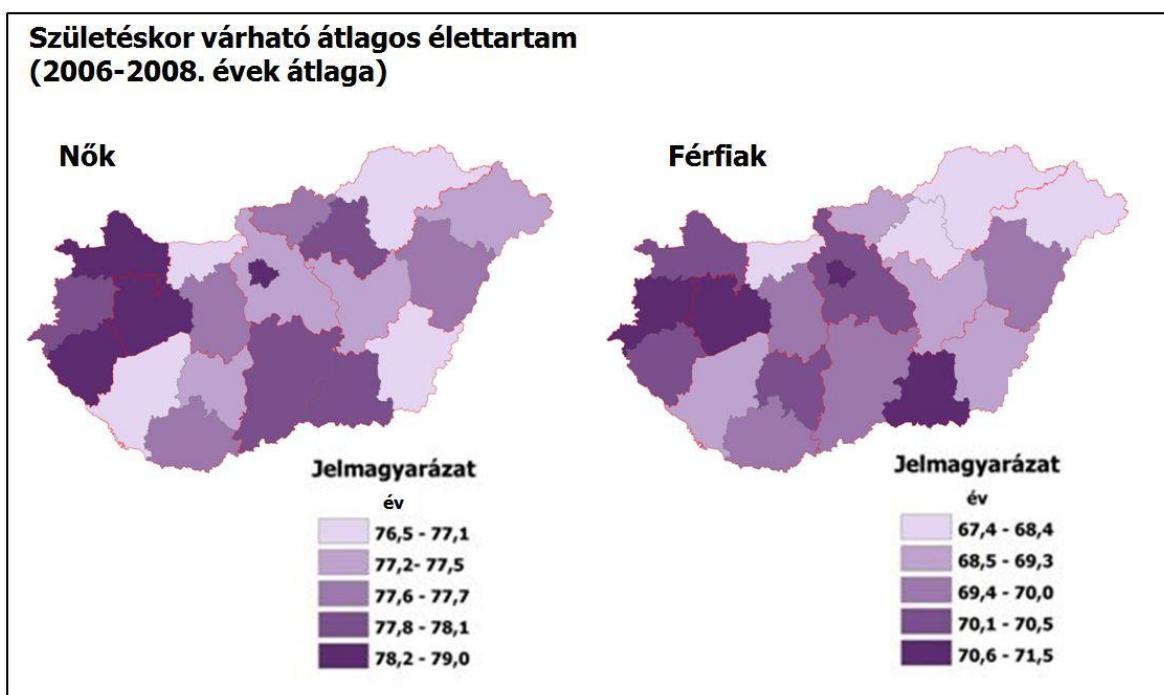 Születéskor várható átlagos élettartam
(2006-2008. évek átlaga)
Nők
Férfiak
Jelmagyarázat
év
76,5 - 77,1
77,2- 77,5
77,6 - 77,7
77,8 - 78,1
78,2 - 79,0
Jelmagyarázat
év
67,4 - 68,4
68,5 - 69,3
69,4 - 70,0
70,1 - 70,5
70,6 - 71,5